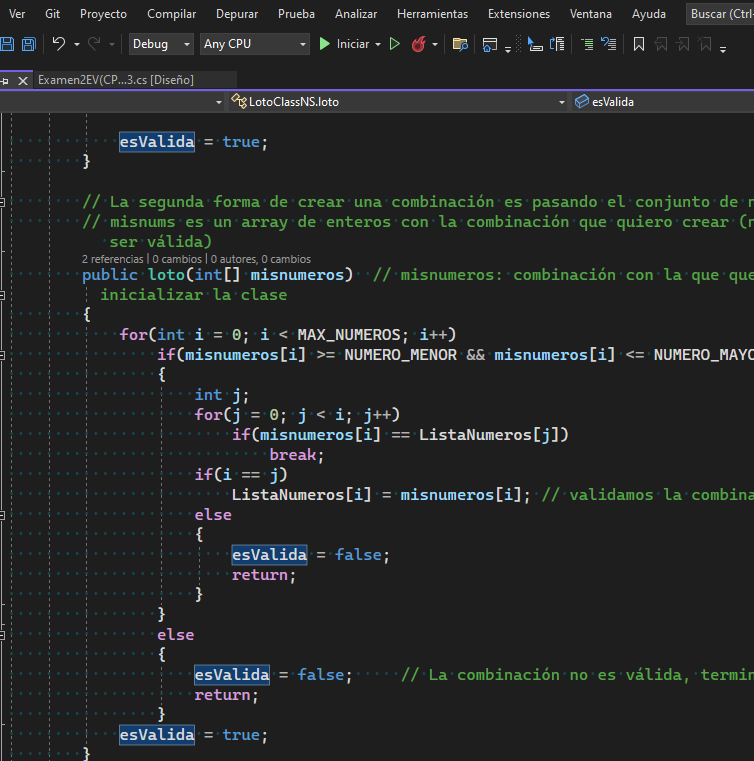 Ver Git Proyecto Compilar Depurar Prueba Analizar Herramientas Extensiones Ventana Ayuda Buscar (Ctrl-
Debug Any CPU Iniciar
Examen2EV(CP...3.cs [Diseño]
LotoClassNS.loto esValida
esValida = true;
}
// La segunda forma de crear una combinación es pasando el conjunto de
// misnums es un array de enteros con la combinación que quiero crear
ser válida)
2 referencias | 0 cambios | 0 autores, 0 cambios
public loto(int[] misnumeros) // misnumeros: combinación con la que
inicializar la clase
{
for(int i = 0; i < MAX_NUMEROS; i++)
if(misnumeros[i] >= NUMERO_MENOR && misnumeros[i] <= NUMERO_MAYO
{
int j;
for(j = 0; j < i; j++)
if(misnumeros[i] == ListaNumeros[j])
break;
if(i == j)
ListaNumeros[i] = misnumeros[i]; // validamos la combina
else
{
esValida = false;
return;
}
}
else
{
esValida = false; // La combinación no es válida, termin
return;
}
esValida = true;
}